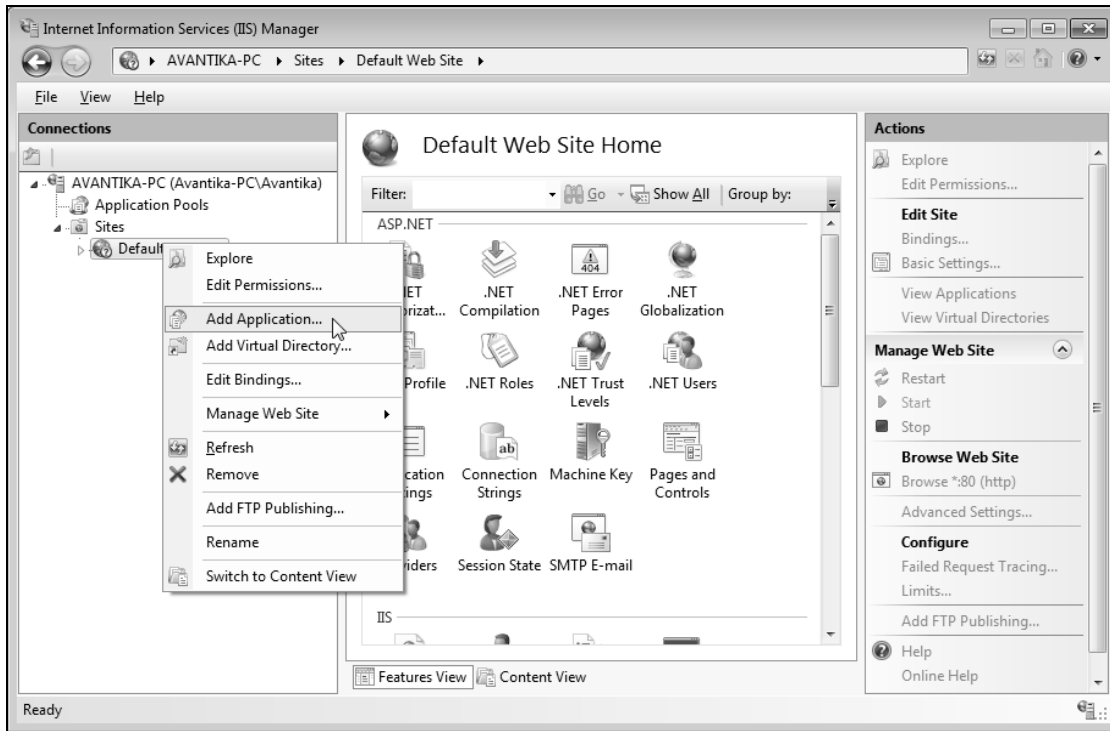 Internet Information Services (IIS) Manager
AVANTIKA-PC Sites Default Web Site
File View Help
Connections
AVANTIKA-PC (Avantika-PC\Avantika)
Application Pools
Sites
Default
Explore
Edit Permissions...
Add Application...
Add Virtual Directory...
Edit Bindings...
Manage Web Site
Refresh
Remove
Add FTP Publishing...
Rename
Switch to Content View
Default Web Site Home
Filter: Go Show All Group by:
ASP.NET
.NET Compilation
.NET Error Pages
.NET Globalization
Profile
.NET Roles
.NET Trust Levels
.NET Users
Connection Strings
Machine Key
Pages and Controls
Session State
SMTP E-mail
IIS
Features View
Content View
Actions
Explore
Edit Permissions...
Edit Site
Bindings...
Basic Settings...
View Applications
View Virtual Directories
Manage Web Site
Restart
Start
Stop
Browse Web Site
Browse *:80 (http)
Advanced Settings...
Configure
Failed Request Tracing...
Limits...
Add FTP Publishing...
Help
Online Help
Ready